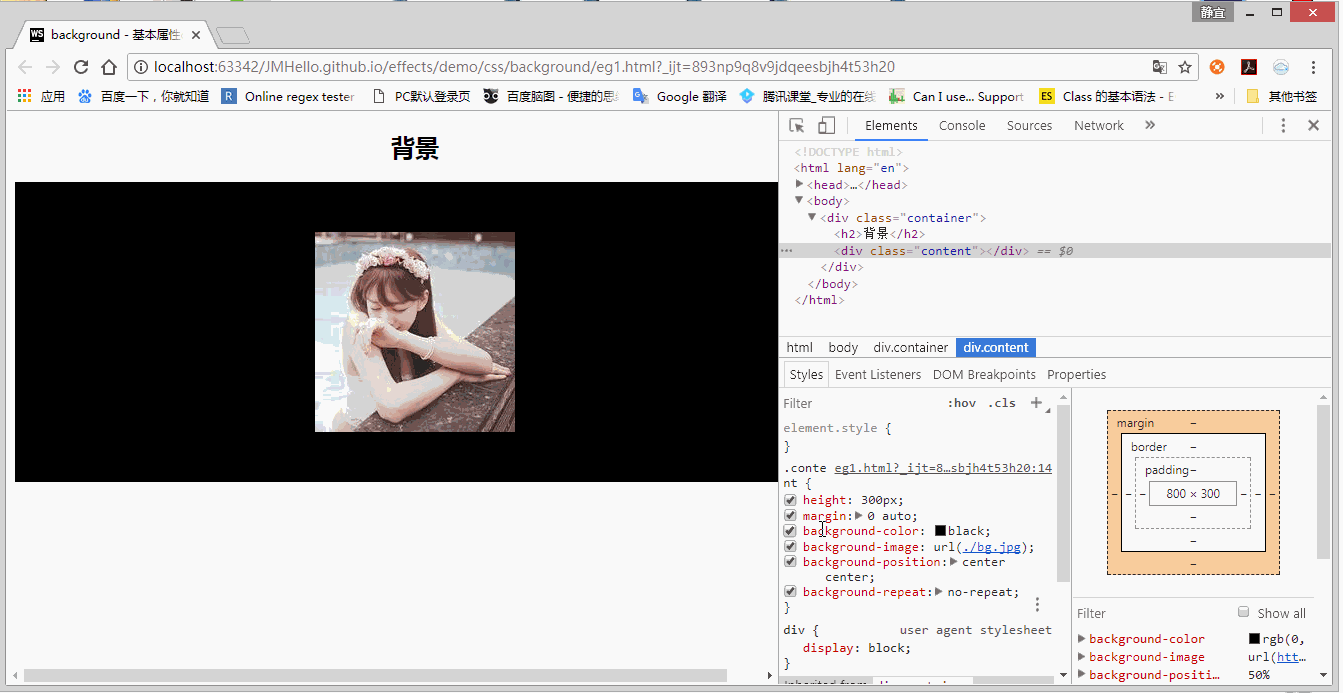 静宜
background - 基本属性
localhost:63342/JMHello.github.io/effects/demo/css/background/eg1.html?_ijt=893np9q8v9jdqeesbjh4t53h20
应用 百度一下，你就知道 R Online regex tester PC默认登录页 百度脑图 - 便捷的思 Google 翻译 腾讯课堂_专业的在线 Can I use... Support ES Class 的基本语法 - E » 其他书签
背景
Elements Console Sources Network »
<!DOCTYPE html>
<html lang="en">
<head>…</head>
<body>
<div class="container">
<h2>背景</h2>
<div class="content"></div> == $0
</div>
</body>
</html>
html body div.container div.content
Styles Event Listeners DOM Breakpoints Properties
Filter :hov .cls +
element.style {
}
.conte eg1.html?_ijt=8…sbjh4t53h20:14
nt {
height: 300px;
margin: 0 auto;
background-color: black;
background-image: url(./bg.jpg);
background-position: center
center;
background-repeat: no-repeat;
}
div { user agent stylesheet
display: block;
}
Inherited from
margin –
border –
padding –
– – – 800 × 300 – – –
–
–
–
Filter Show all
background-color rgb(0,
background-image url(htt…
background-positi… 50%